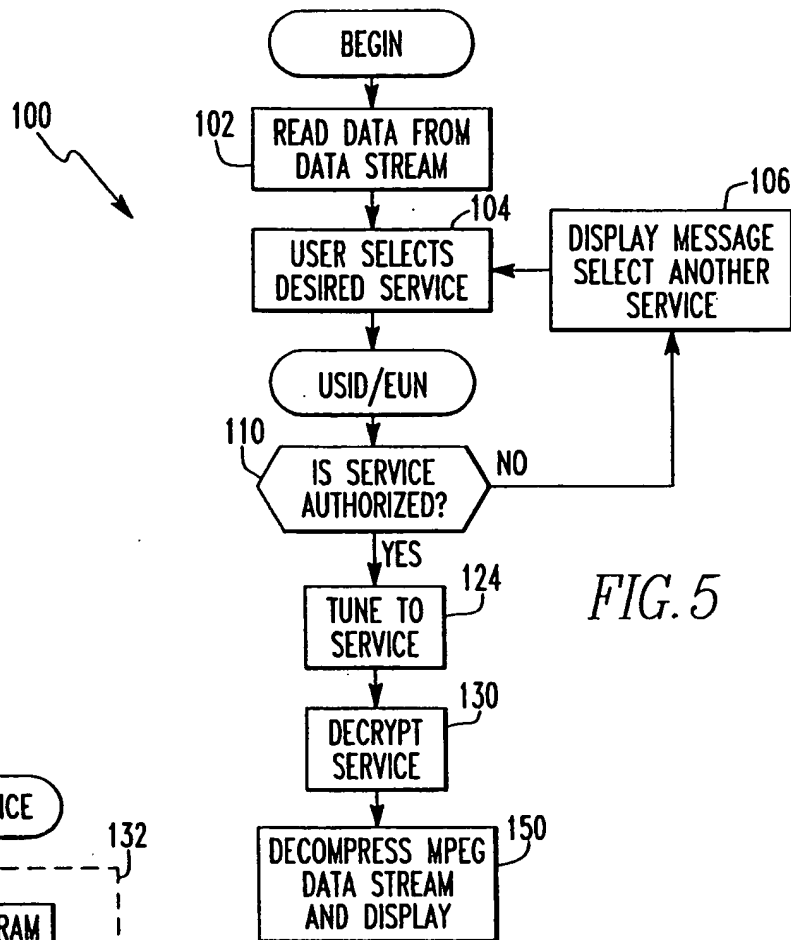 BEGIN
100
102
READ DATA FROM
DATA STREAM
104
USER SELECTS
DESIRED SERVICE
106
DISPLAY MESSAGE
SELECT ANOTHER
SERVICE
USID/EUN
110
IS SERVICE
AUTHORIZED?
NO
YES
124
TUNE TO
SERVICE
FIG. 5
130
DECRYPT
SERVICE
150
DECOMPRESS MPEG
DATA STREAM
AND DISPLAY
132